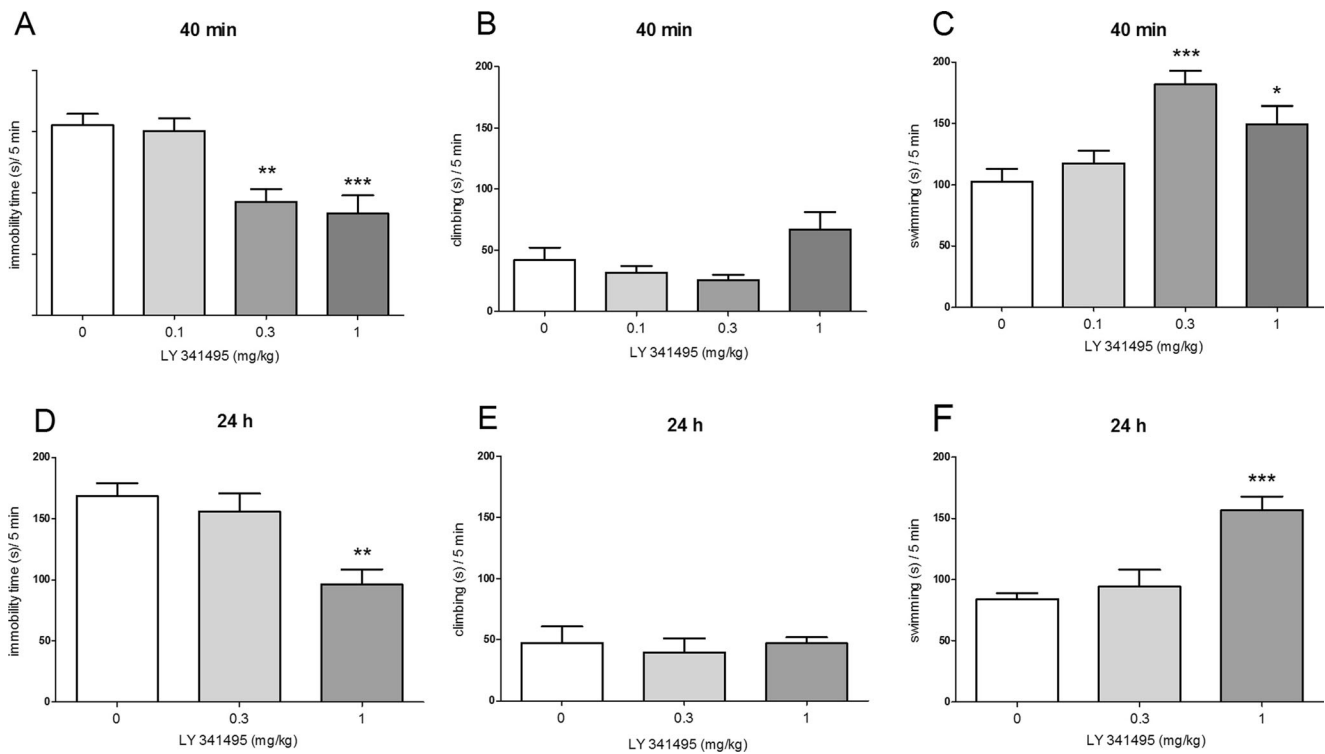 A
40 min
immobility time (s)/ 5 min
** ***
0 0.1 0.3 1
LY 341495 (mg/kg)
B
40 min
climbing (s) / 5 min
200
150
100
50
0
0 0.1 0.3 1
LY 341495 (mg/kg)
C
40 min
swimming (s) / 5 min
200
150
100
50
0
*** *
0 0.1 0.3 1
LY 341495 (mg/kg)
D
24 h
immobility time (s)/ 5 min
200
150
100
50
0
**
0 0.3 1
LY 341495 (mg/kg)
E
24 h
climbing (s) / 5 min
200
150
100
50
0
0 0.3 1
LY 341495 (mg/kg)
F
24 h
swimming (s) / 5 min
200
150
100
50
0
***
0 0.3 1
LY 341495 (mg/kg)